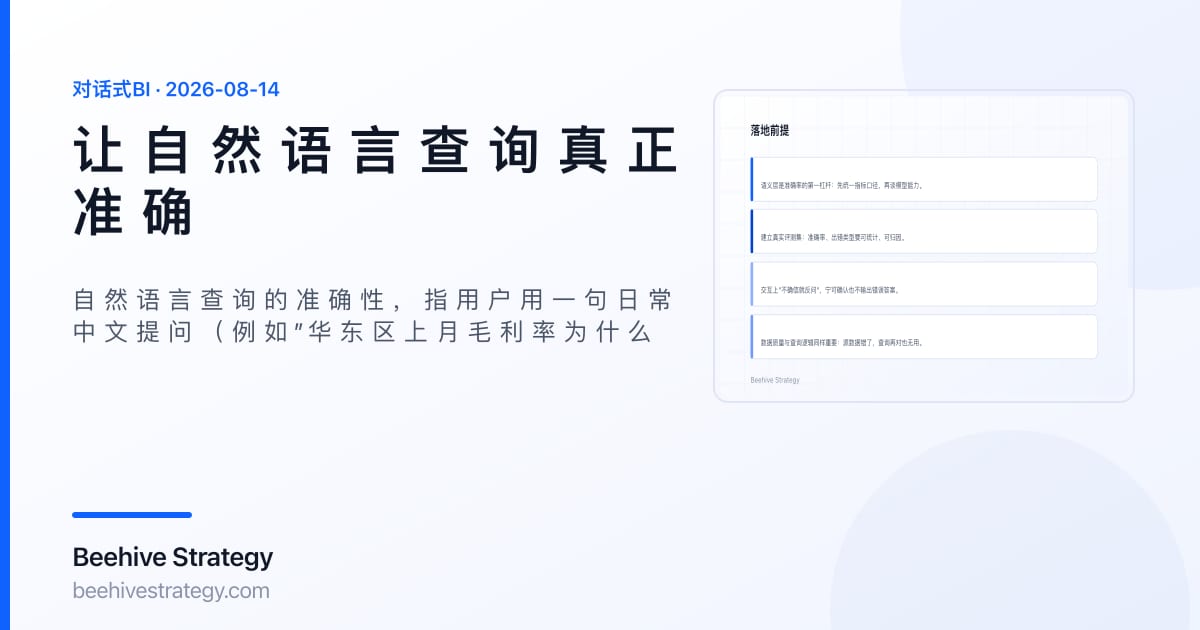 对话式BI · 2026-08-14
让自然语言查询真正
准确
自然语言查询的准确性，指用户用一句日常
中文提问（例如"华东区上月毛利率为什么
落地前提
语义层是准确率的第一杠杆：先统一指标口径，再谈模型能力。
建立真实评测集：准确率、出错类型要可统计、可归因。
交互上"不确信就反问"，宁可确认也不输出错误答案。
数据质量与查询逻辑同样重要：源数据错了，查询再对也无用。
Beehive Strategy
Beehive Strategy
beehivestrategy.com